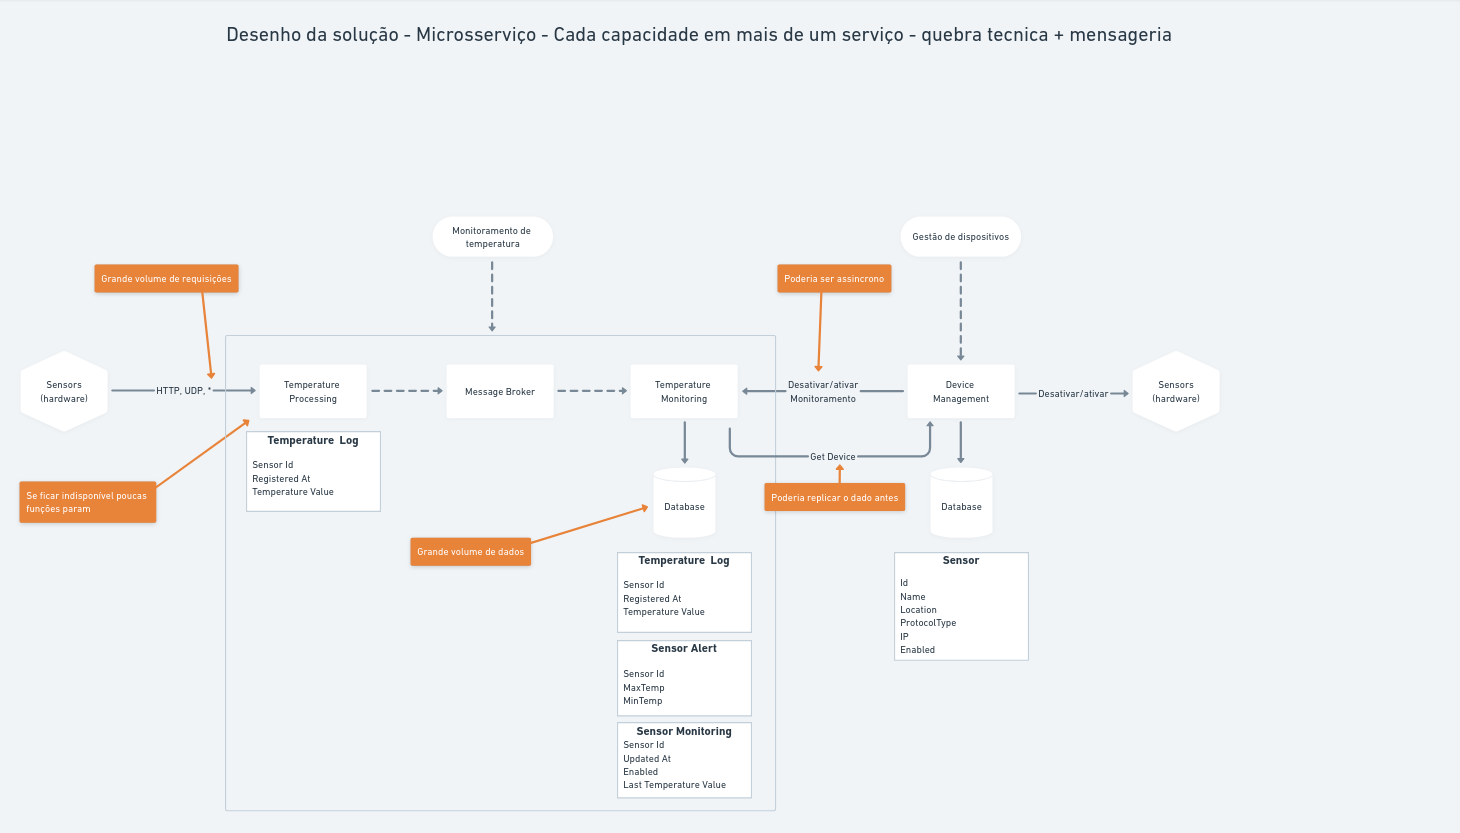 Desenho da solução - Microsserviço - Cada capacidade em mais de um serviço - quebra tecnica + mensageria
Monitoramento de
temperatura
Gestão de dispositivos
Grande volume de requisições
Poderia ser assincrono
Sensors
(hardware)
HTTP, UDP, *
Temperature
Processing
Message Broker
Temperature
Monitoring
Desativar/ativar
Monitoramento
Device
Management
Desativar/ativar
Sensors
(hardware)
Temperature Log
Sensor Id
Registered At
Temperature Value
Get Device
Se ficar indisponível poucas
funções param
Poderia replicar o dado antes
Database
Database
Grande volume de dados
Temperature Log
Sensor Id
Registered At
Temperature Value
Sensor Alert
Sensor Id
MaxTemp
MinTemp
Sensor Monitoring
Sensor Id
Updated At
Enabled
Last Temperature Value
Sensor
Id
Name
Location
ProtocolType
IP
Enabled